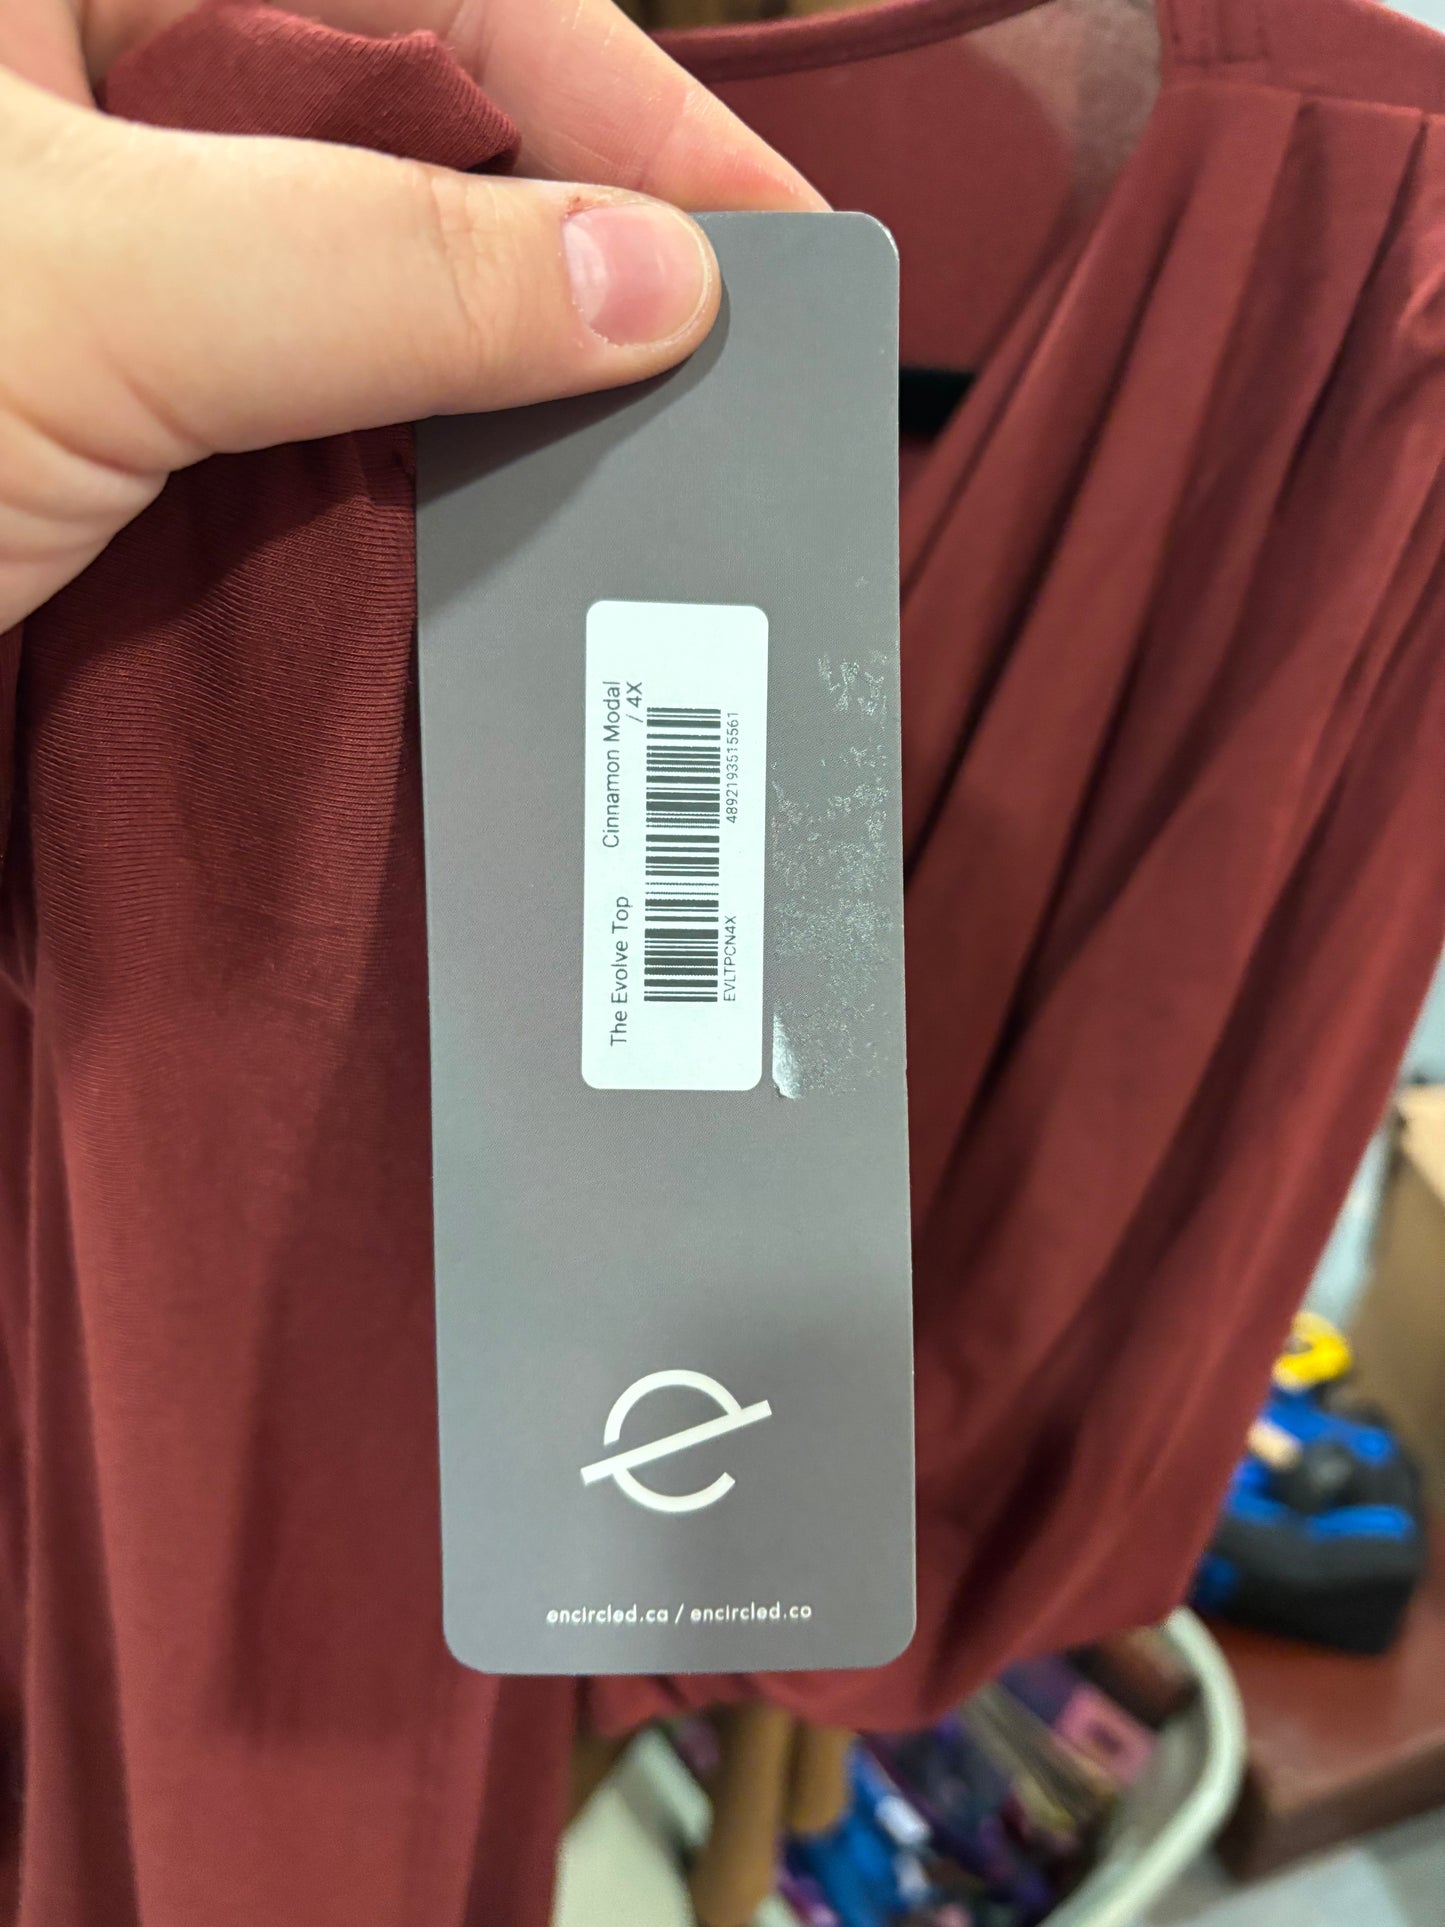 The Evolve Top Cinnamon Modal
/ 4X
EVLTPCN4X 4892193515561
encircled.ca / encircled.co